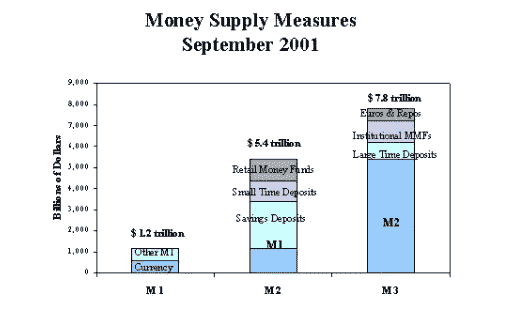 Money Supply Measures
September 2001
Billions of Dollars
9,000
8,000
7,000
6,000
5,000
4,000
3,000
2,000
1,000
0
$ 1.2 trillion
Other M1
Currency
$ 5.4 trillion
Retail Money Funds
Small Time Deposits
Savings Deposits
M1
$ 7.8 trillion
Euros & Repos
Institutional MMFs
Large Time Deposits
M2
M1
M2
M3